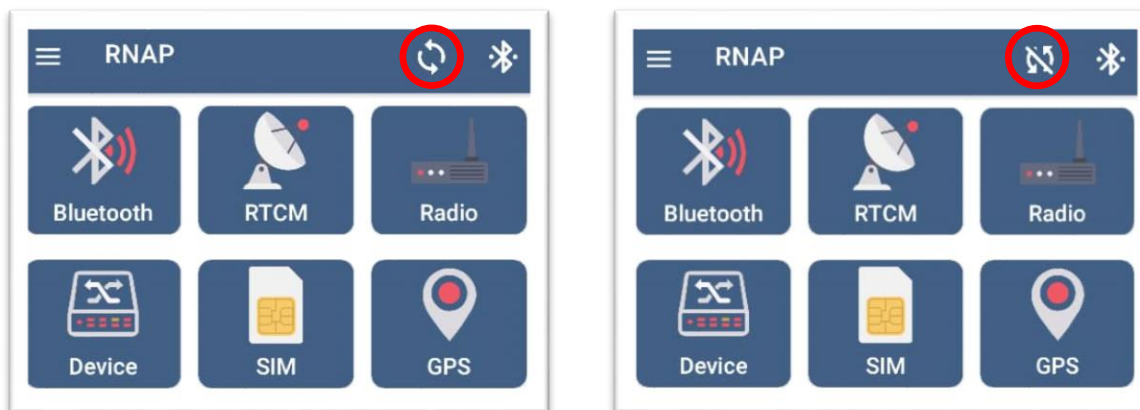 RNAP
Bluetooth RTCM Radio
Device SIM GPS
RNAP
Bluetooth RTCM Radio
Device SIM GPS